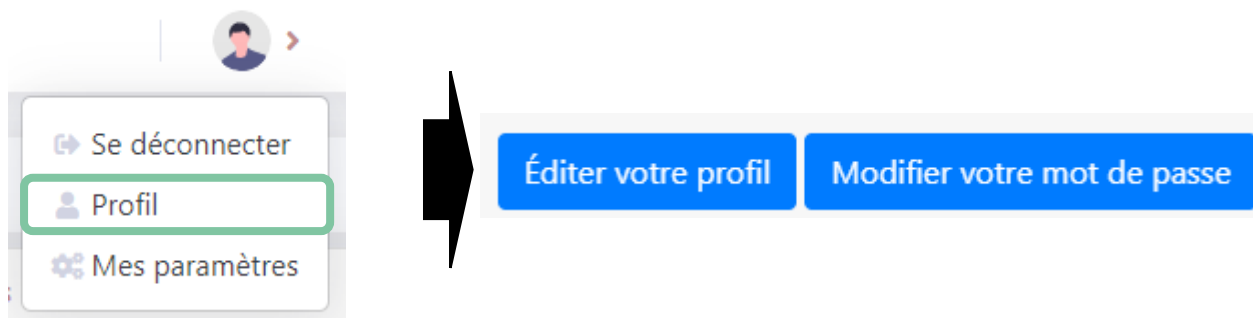 Se déconnecter
Profil
Mes paramètres
Éditer votre profil
Modifier votre mot de passe